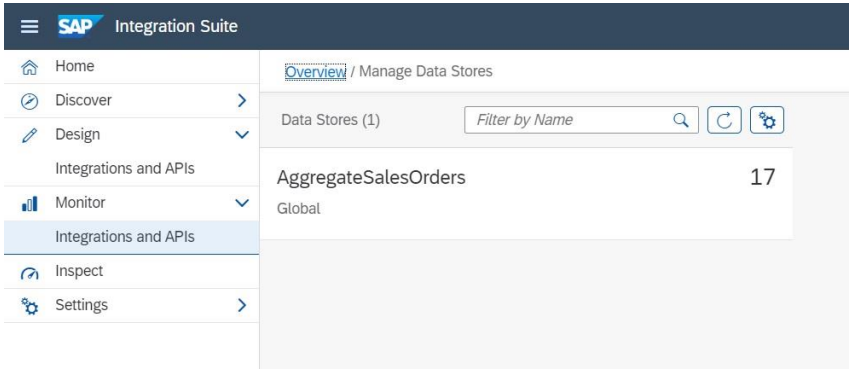 SAP Integration Suite
Home
Discover
Design
Integrations and APIs
Monitor
Integrations and APIs
Inspect
Settings
Overview / Manage Data Stores
Data Stores (1) Filter by Name
AggregateSalesOrders 17
Global